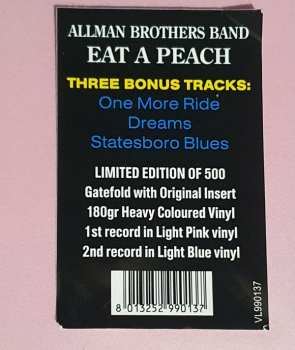 ALLMAN BROTHERS BAND
EAT A PEACH
THREE BONUS TRACKS:
One More Ride
Dreams
Statesboro Blues
LIMITED EDITION OF 500
Gatefold with Original Insert
180gr Heavy Coloured Vinyl
1st record in Light Pink vinyl
2nd record in Light Blue vinyl
8 013252 990137
VL990137